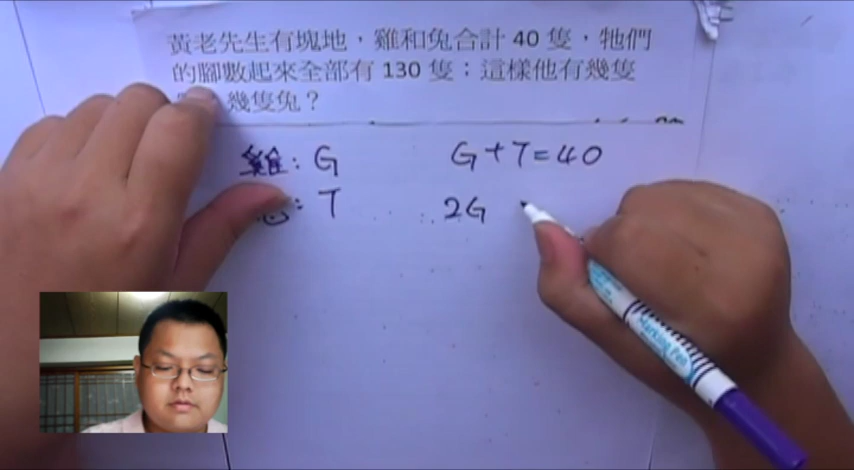 黃老先生有塊地，雞和兔合計 40 隻，牠們
的腳數起來全部有 130 隻：這樣他有幾隻
幾隻兔？
雞：G G+T=40
：T 2G
Marking Pen